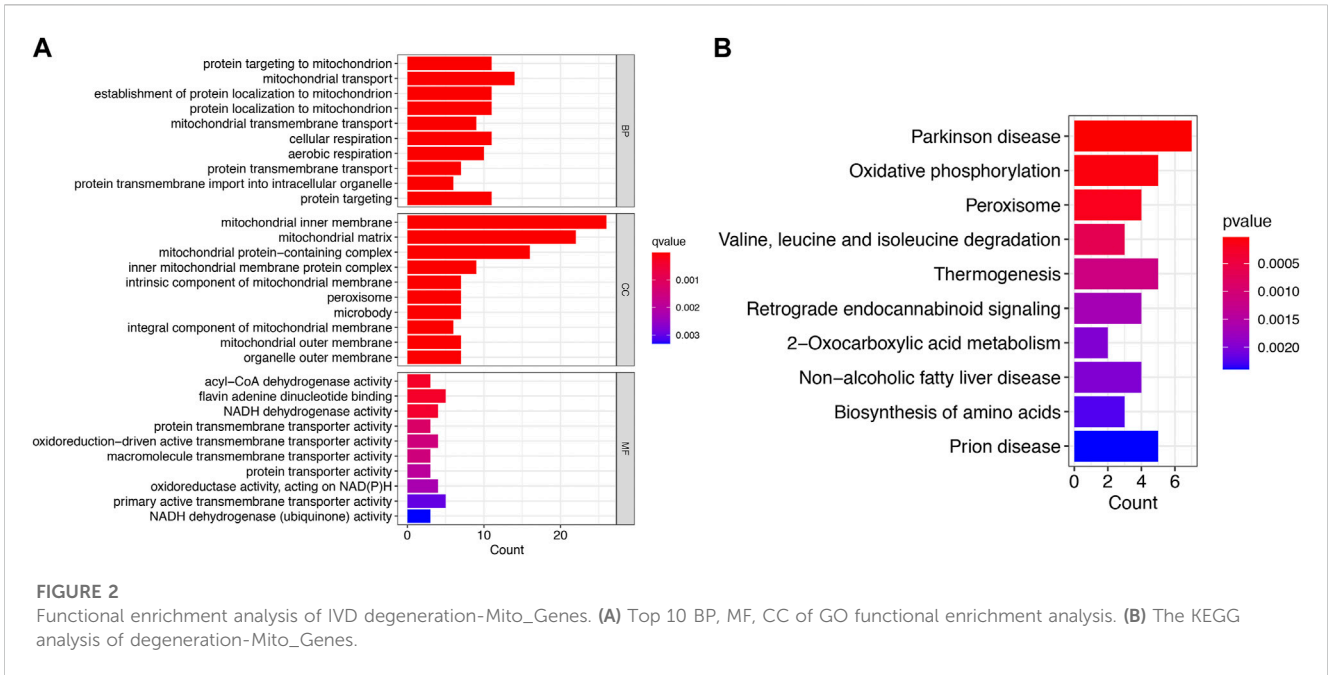 A
protein targeting to mitochondrion
mitochondrial transport
establishment of protein localization to mitochondrion
protein localization to mitochondrion
mitochondrial transmembrane transport
cellular respiration
aerobic respiration
protein transmembrane transport
protein transmembrane import into intracellular organelle
protein targeting
BP
mitochondrial inner membrane
mitochondrial matrix
mitochondrial protein−containing complex
inner mitochondrial membrane protein complex
intrinsic component of mitochondrial membrane
peroxisome
microbody
integral component of mitochondrial membrane
mitochondrial outer membrane
organelle outer membrane
CC
acyl−CoA dehydrogenase activity
flavin adenine dinucleotide binding
NADH dehydrogenase activity
protein transmembrane transporter activity
oxidoreduction−driven active transmembrane transporter activity
macromolecule transmembrane transporter activity
protein transporter activity
oxidoreductase activity, acting on NAD(P)H
primary active transmembrane transporter activity
NADH dehydrogenase (ubiquinone) activity
MF
0 10 20
Count
qvalue
0.001
0.002
0.003
B
Parkinson disease
Oxidative phosphorylation
Peroxisome
Valine, leucine and isoleucine degradation
Thermogenesis
Retrograde endocannabinoid signaling
2−Oxocarboxylic acid metabolism
Non−alcoholic fatty liver disease
Biosynthesis of amino acids
Prion disease
0 2 4 6
Count
pvalue
0.0005
0.0010
0.0015
0.0020
FIGURE 2
Functional enrichment analysis of IVD degeneration-Mito_Genes. (A) Top 10 BP, MF, CC of GO functional enrichment analysis. (B) The KEGG
analysis of degeneration-Mito_Genes.